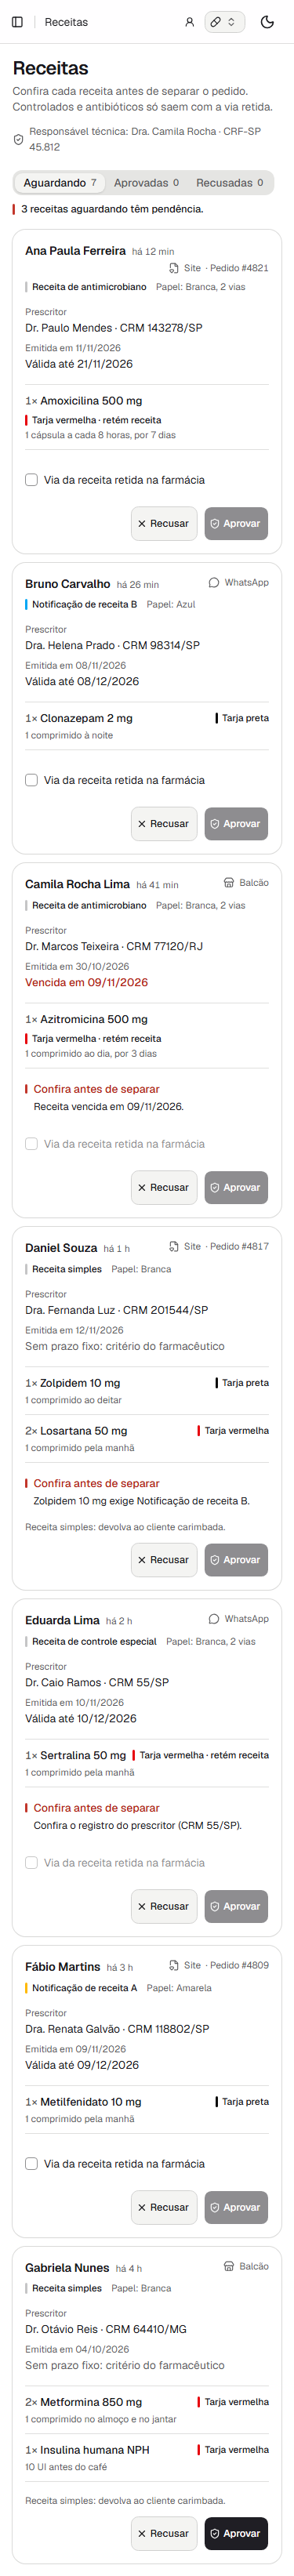 Receitas
Receitas
Confira cada receita antes de separar o pedido.
Controlados e antibióticos só saem com a via retida.
Responsável técnica: Dra. Camila Rocha · CRF-SP
45.812
Aguardando 7 Aprovadas 0 Recusadas 0
3 receitas aguardando têm pendência.
Ana Paula Ferreira há 12 min
Site · Pedido #4821
Receita de antimicrobiano Papel: Branca, 2 vias
Prescritor
Dr. Paulo Mendes · CRM 143278/SP
Emitida em 11/11/2026
Válida até 21/11/2026
1× Amoxicilina 500 mg
Tarja vermelha · retém receita
1 cápsula a cada 8 horas, por 7 dias
Via da receita retida na farmácia
Recusar Aprovar
Bruno Carvalho há 26 min WhatsApp
Notificação de receita B Papel: Azul
Prescritor
Dra. Helena Prado · CRM 98314/SP
Emitida em 08/11/2026
Válida até 08/12/2026
1× Clonazepam 2 mg Tarja preta
1 comprimido à noite
Via da receita retida na farmácia
Recusar Aprovar
Camila Rocha Lima há 41 min Balcão
Receita de antimicrobiano Papel: Branca, 2 vias
Prescritor
Dr. Marcos Teixeira · CRM 77120/RJ
Emitida em 30/10/2026
Vencida em 09/11/2026
1× Azitromicina 500 mg
Tarja vermelha · retém receita
1 comprimido ao dia, por 3 dias
Confira antes de separar
Receita vencida em 09/11/2026.
Via da receita retida na farmácia
Recusar Aprovar
Daniel Souza há 1 h Site · Pedido #4817
Receita simples Papel: Branca
Prescritor
Dra. Fernanda Luz · CRM 201544/SP
Emitida em 12/11/2026
Sem prazo fixo: critério do farmacêutico
1× Zolpidem 10 mg Tarja preta
1 comprimido ao deitar
2× Losartana 50 mg Tarja vermelha
1 comprimido pela manhã
Confira antes de separar
Zolpidem 10 mg exige Notificação de receita B.
Receita simples: devolva ao cliente carimbada.
Recusar Aprovar
Eduarda Lima há 2 h WhatsApp
Receita de controle especial Papel: Branca, 2 vias
Prescritor
Dr. Caio Ramos · CRM 55/SP
Emitida em 10/11/2026
Válida até 10/12/2026
1× Sertralina 50 mg Tarja vermelha · retém receita
1 comprimido pela manhã
Confira antes de separar
Confira o registro do prescritor (CRM 55/SP).
Via da receita retida na farmácia
Recusar Aprovar
Fábio Martins há 3 h Site · Pedido #4809
Notificação de receita A Papel: Amarela
Prescritor
Dra. Renata Galvão · CRM 118802/SP
Emitida em 09/11/2026
Válida até 09/12/2026
1× Metilfenidato 10 mg Tarja preta
1 comprimido pela manhã
Via da receita retida na farmácia
Recusar Aprovar
Gabriela Nunes há 4 h Balcão
Receita simples Papel: Branca
Prescritor
Dr. Otávio Reis · CRM 64410/MG
Emitida em 04/10/2026
Sem prazo fixo: critério do farmacêutico
2× Metformina 850 mg Tarja vermelha
1 comprimido no almoço e no jantar
1× Insulina humana NPH Tarja vermelha
10 UI antes do café
Receita simples: devolva ao cliente carimbada.
Recusar Aprovar